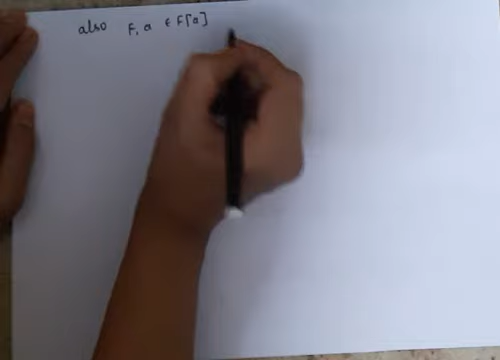 also F, a ∈ F[a]